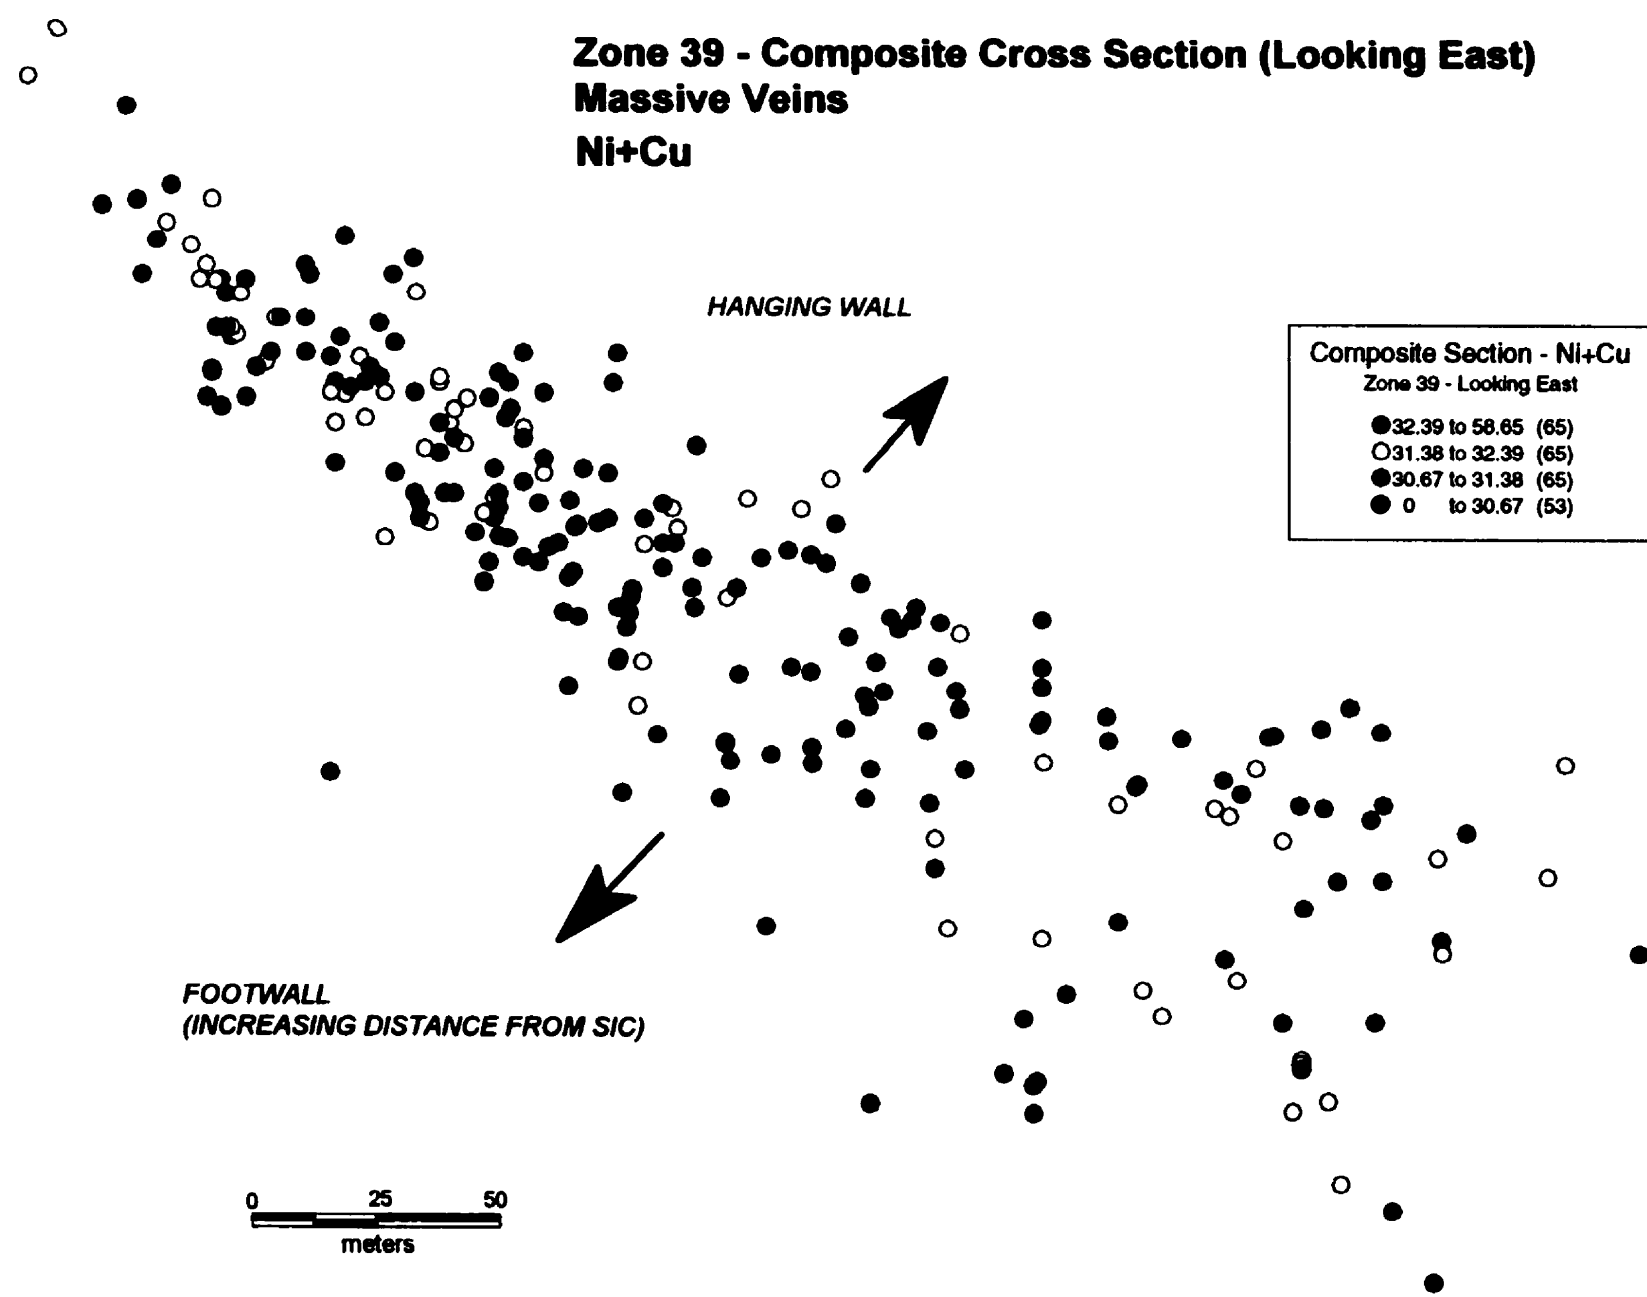 Zone 39 - Composite Cross Section (Looking East)
Massive Veins
Ni+Cu
HANGING WALL
Composite Section - Ni+Cu
Zone 39 - Looking East
32.39 to 58.65 (65)
31.38 to 32.39 (65)
30.67 to 31.38 (65)
0 to 30.67 (53)
FOOTWALL
(INCREASING DISTANCE FROM SIC)
0 25 50
meters